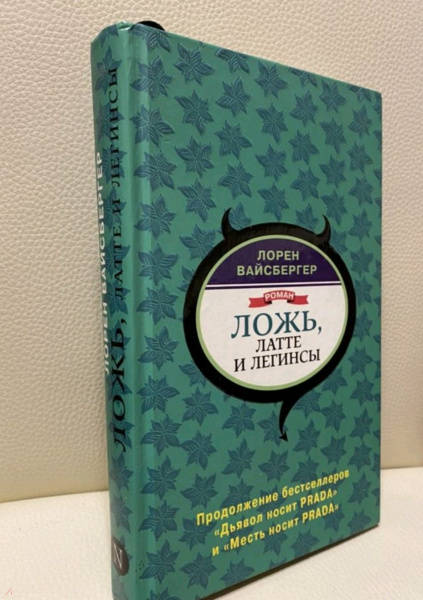 ЛОРЕН ВАЙСБЕРГЕР
ЛОЖЬ, ЛАТТЕ И ЛЕГИНСЫ
N
ЛОРЕН
ВАЙСБЕРГЕР
РОМАН
ЛОЖЬ,
ЛАТТЕ
И ЛЕГИНСЫ
Продолжение бестселлеров
«Дьявол носит PRADA»
и «Месть носит PRADA»